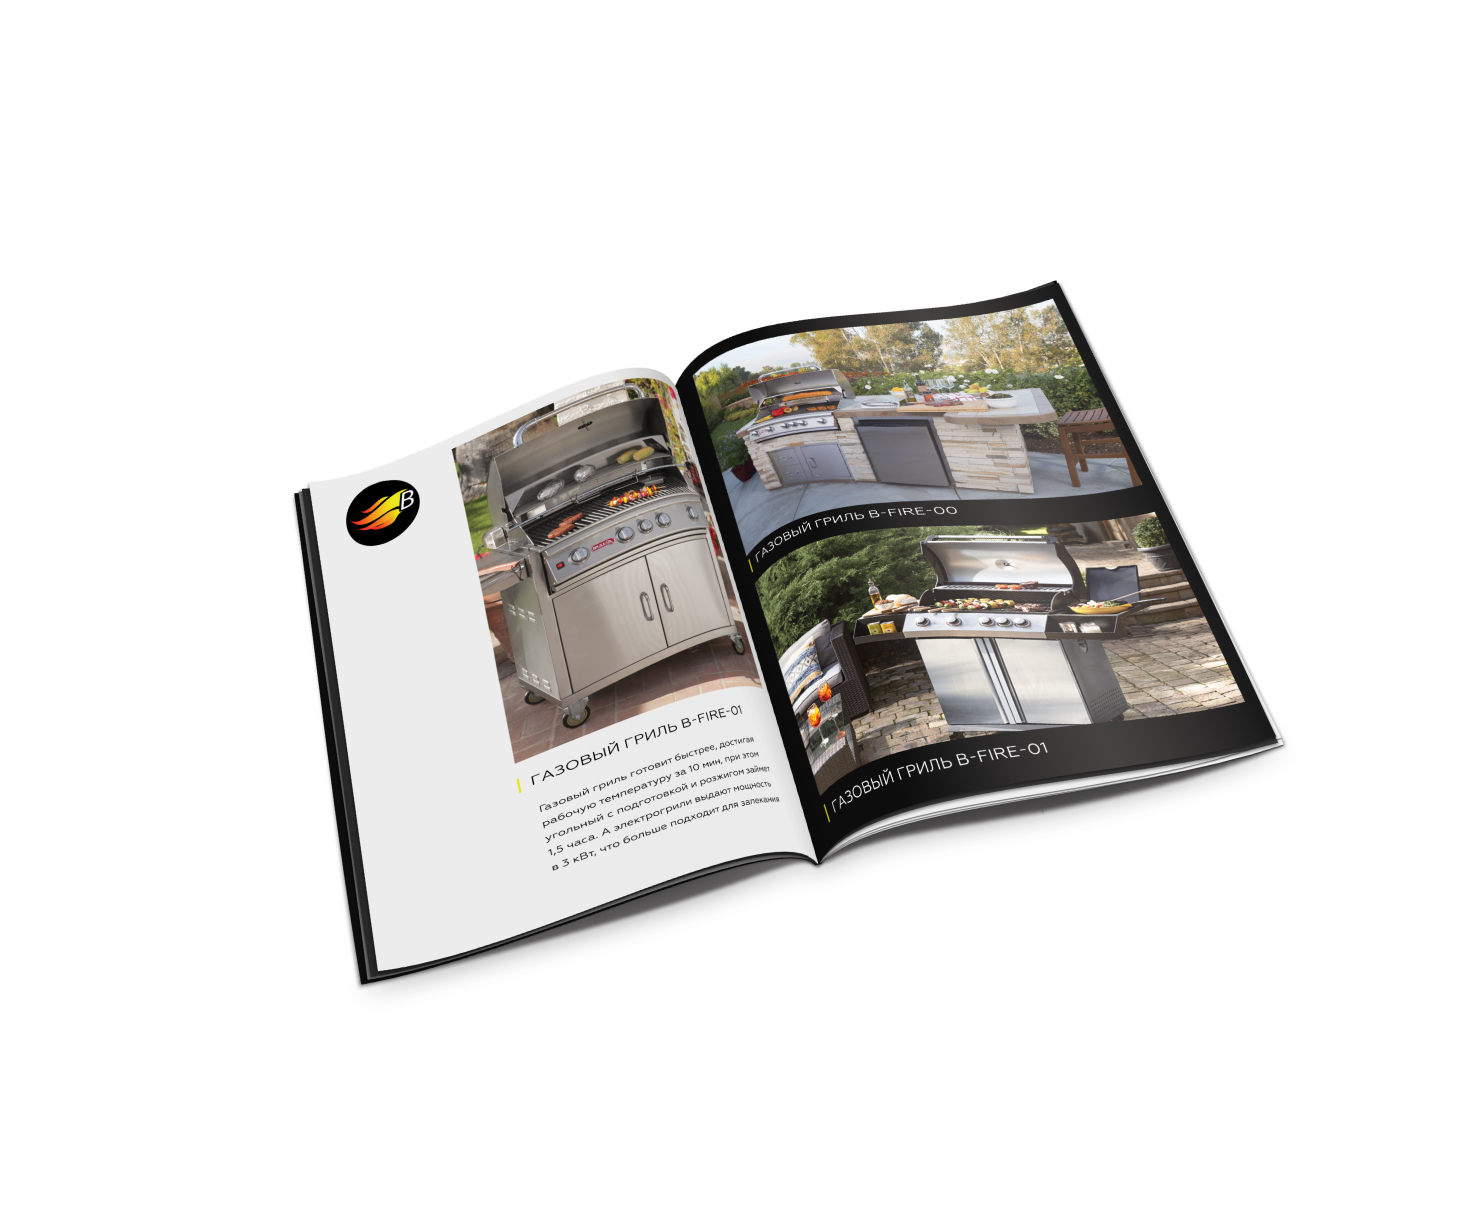 B
ГАЗОВЫЙ ГРИЛЬ B-FIRE-01
Газовый гриль готовит быстрее, достигая
рабочую температуру за 10 мин, при этом
угольный с подготовкой и розжигом займет
1,5 часа. А электрогрили выдают мощность
в 3 кВт, что больше подходит для запекания
ГАЗОВЫЙ ГРИЛЬ B-FIRE-00
ГАЗОВЫЙ ГРИЛЬ B-FIRE-01